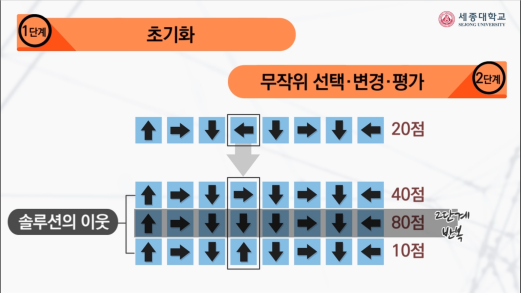 세종대학교
SEJONG UNIVERSITY
1단계
초기화
무작위 선택·변경·평가
2단계
20점
40점
솔루션의 이웃
80점
2단계
반복
10점